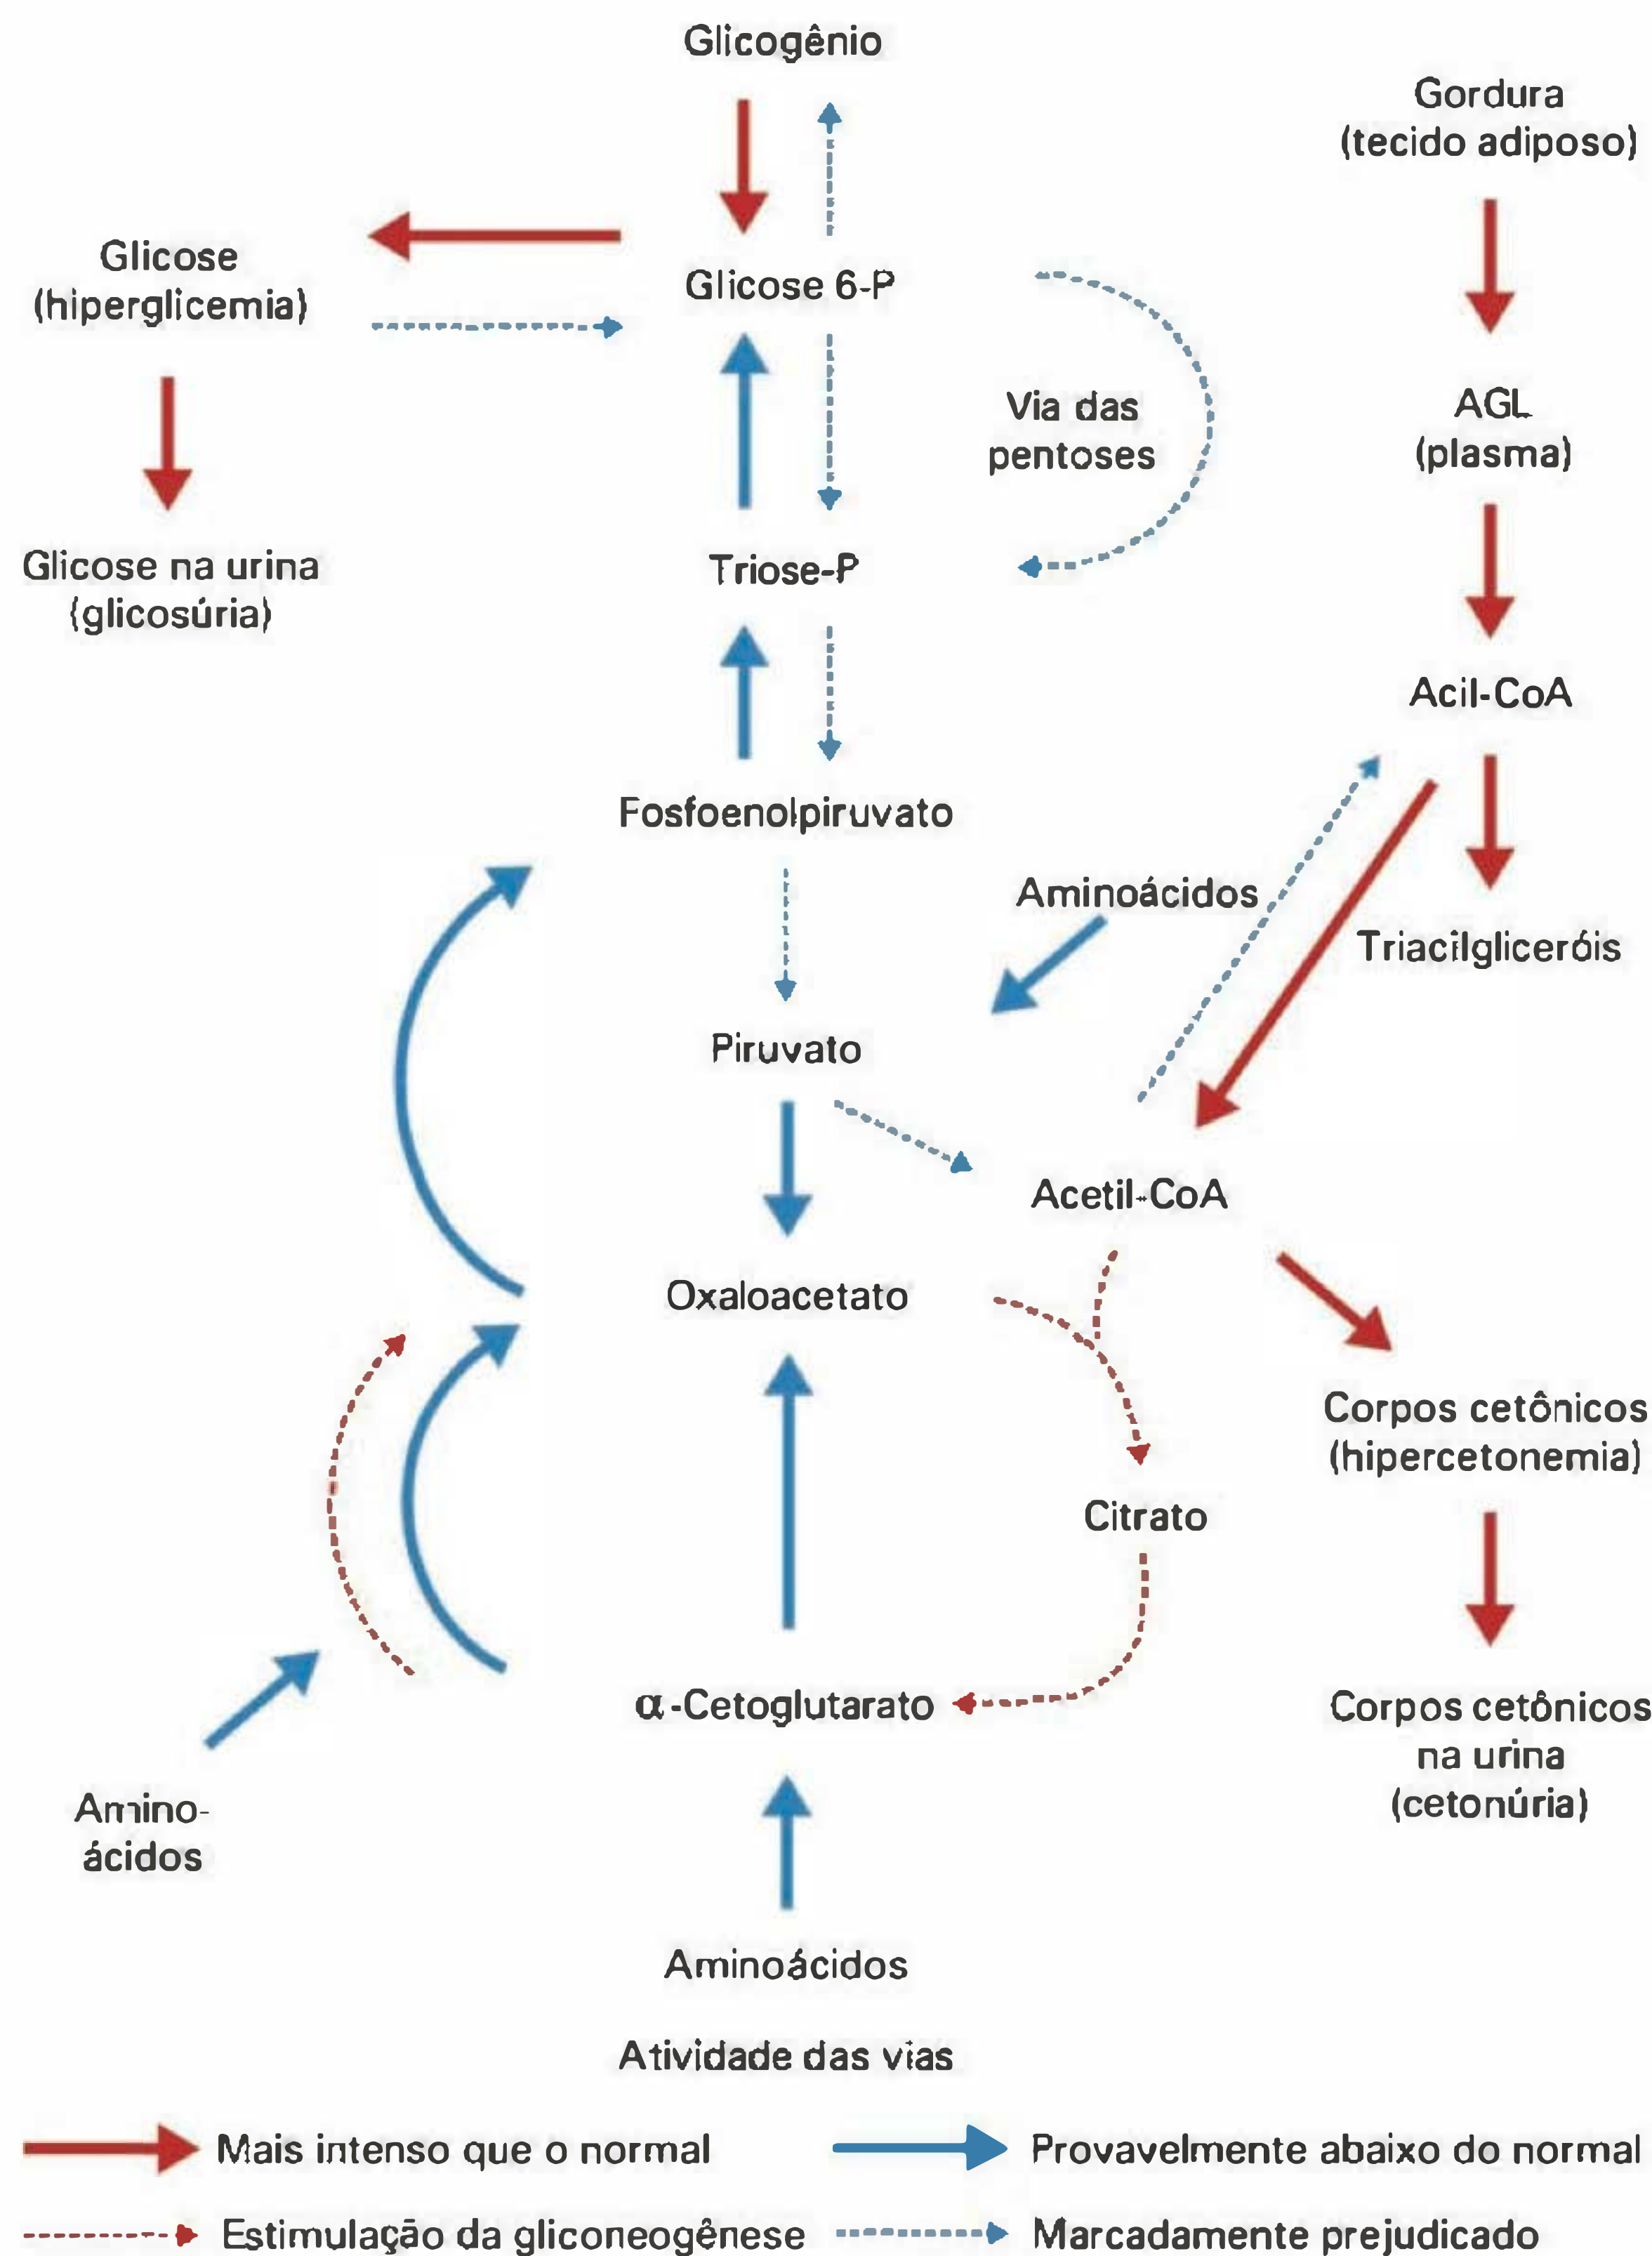 Glicogênio
Gordura
(tecido adiposo)
Glicose
(hiperglicemia)
Glicose 6-P
Via das
pentoses
AGL
(plasma)
Glicose na urina
(glicosúria)
Triose-P
Acil-CoA
Fosfoenolpiruvato
Aminoácidos
Triacilgliceróis
Piruvato
Acetil-CoA
Oxaloacetato
Corpos cetônicos
(hipercetonemia)
Citrato
α-Cetoglutarato
Corpos cetônicos
na urina
(cetonúria)
Amino-
ácidos
Aminoácidos
Atividade das vias
Mais intenso que o normal
Provavelmente abaixo do normal
Estimulação da gliconeogênese
Marcadamente prejudicado